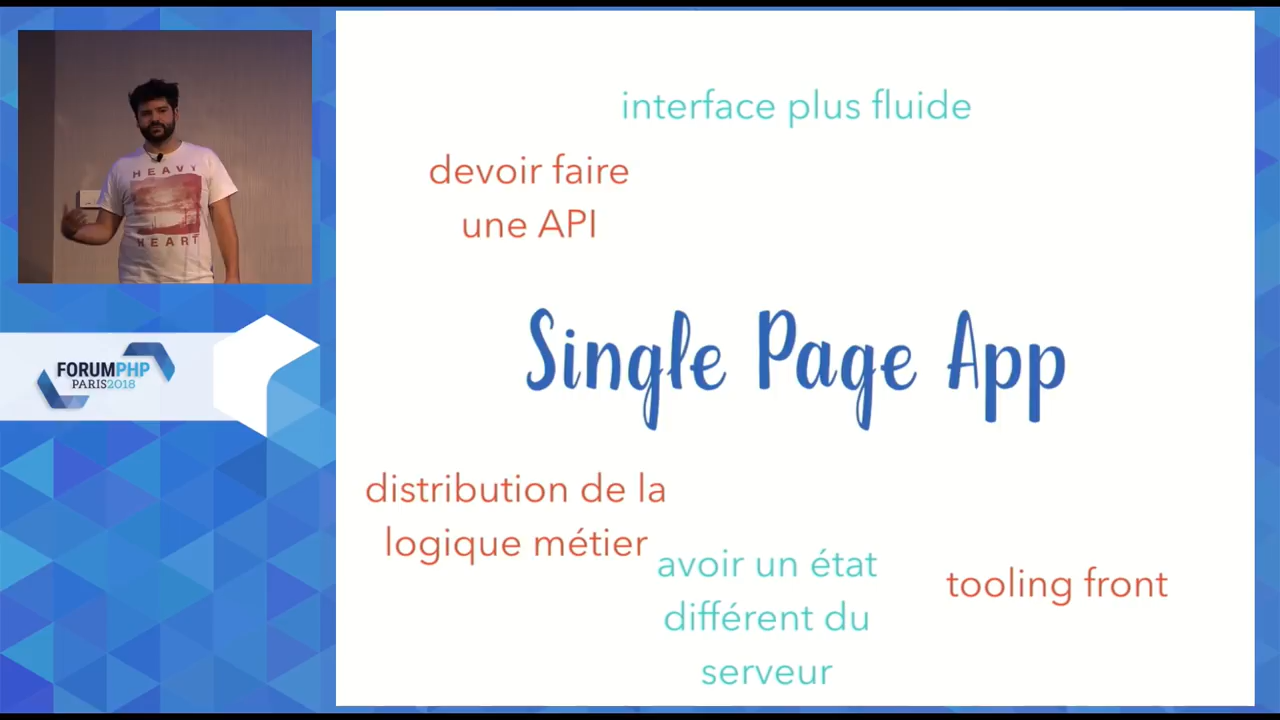 HEAVY
HEART
FORUMPHP
PARIS2018
interface plus fluide
devoir faire
une API
Single Page App
distribution de la
logique métier
avoir un état
différent du
serveur
tooling front